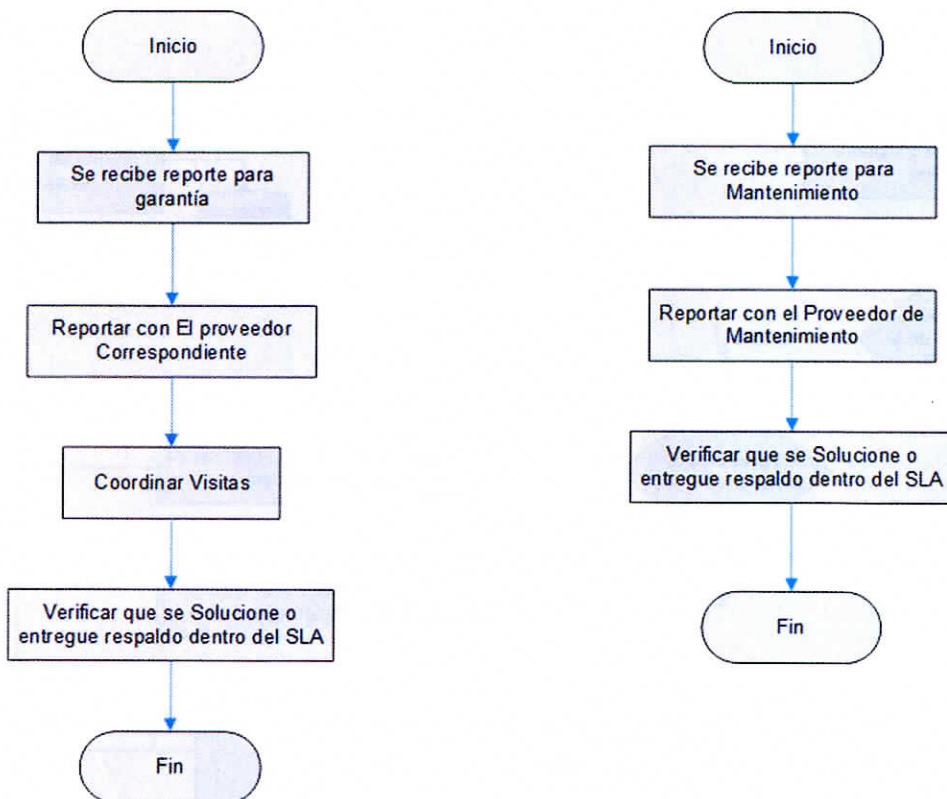 Inicio
Se recibe reporte para
garantía
Reportar con El proveedor
Correspondiente
Coordinar Visitas
Verificar que se Solucione o
entregue respaldo dentro del SLA
Fin
Inicio
Se recibe reporte para
Mantenimiento
Reportar con el Proveedor de
Mantenimiento
Verificar que se Solucione o
entregue respaldo dentro del SLA
Fin